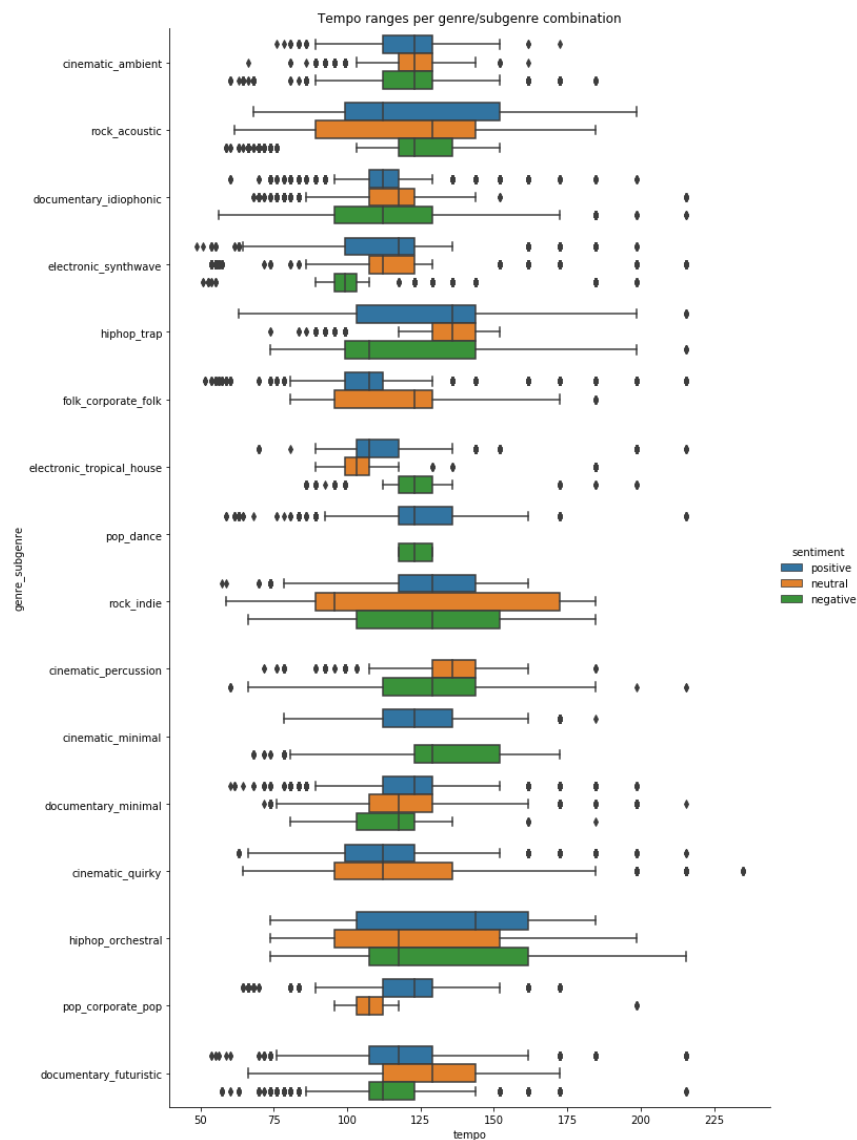 Tempo ranges per genre/subgenre combination
cinematic_ambient
rock_acoustic
documentary_idiophonic
electronic_synthwave
hiphop_trap
folk_corporate_folk
electronic_tropical_house
pop_dance
rock_indie
cinematic_percussion
cinematic_minimal
documentary_minimal
cinematic_quirky
hiphop_orchestral
pop_corporate_pop
documentary_futuristic
genre_subgenre
sentiment
positive
neutral
negative
50 75 100 125 150 175 200 225
tempo